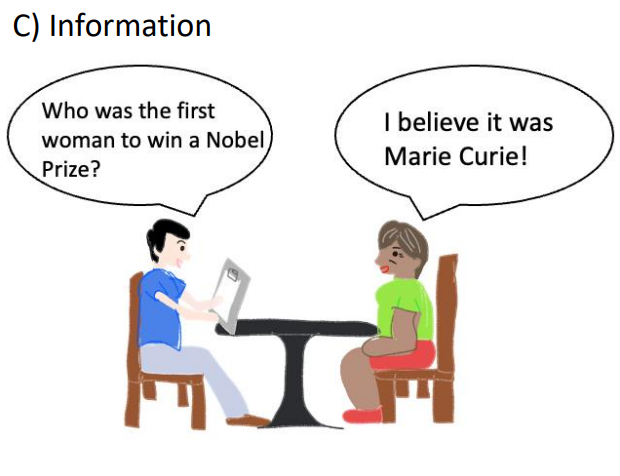 C) Information
Who was the first
woman to win a Nobel
Prize?
I believe it was
Marie Curie!